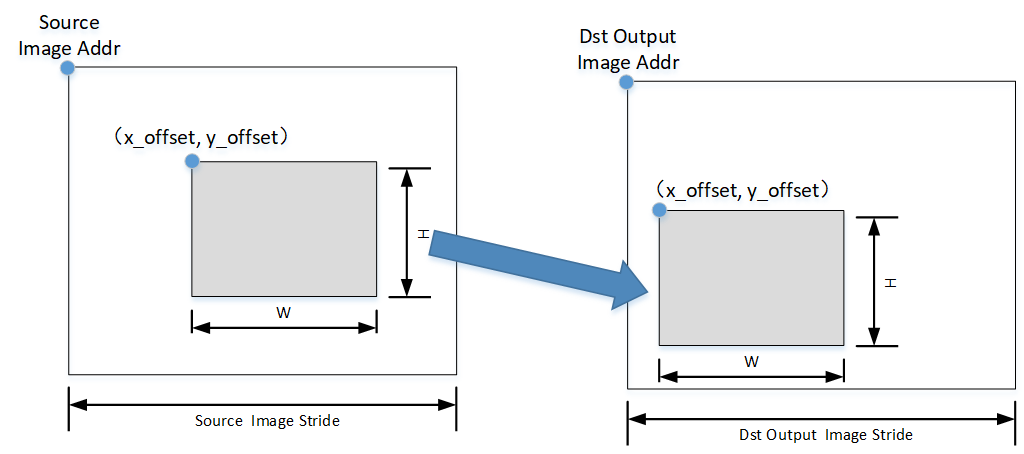 Source
Image Addr
（x_offset, y_offset）
H
W
Source Image Stride
Dst Output
Image Addr
（x_offset, y_offset）
H
W
Dst Output Image Stride